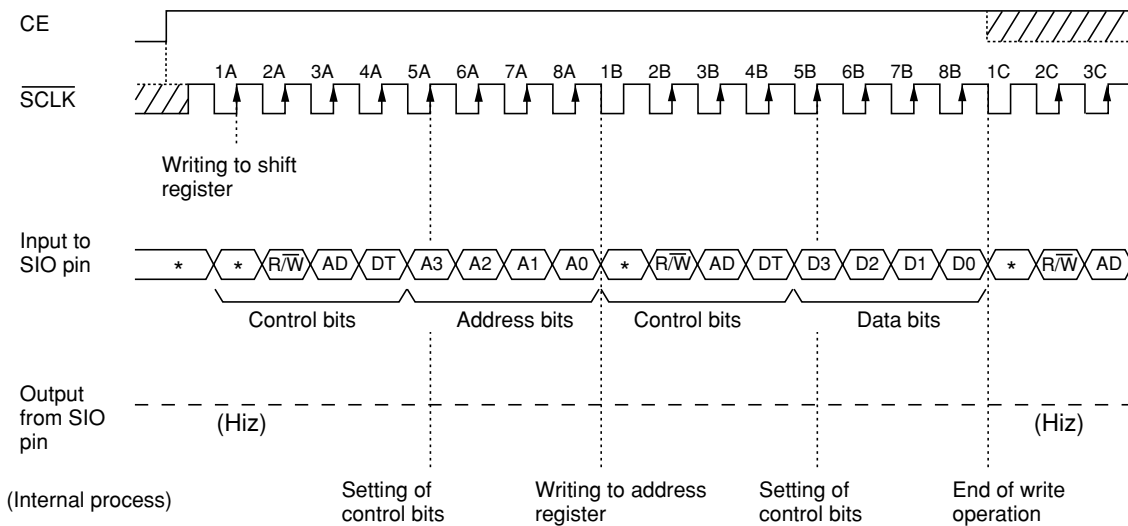 CE
1A 2A 3A 4A 5A 6A 7A 8A 1B 2B 3B 4B 5B 6B 7B 8B 1C 2C 3C
SCLK
Writing to shift
register
Input to
SIO pin
* * R/W AD DT A3 A2 A1 A0 * R/W AD DT D3 D2 D1 D0 * R/W AD
Control bits Address bits Control bits Data bits
Output
from SIO
pin
(Hiz) (Hiz)
(Internal process)
Setting of
control bits
Writing to address
register
Setting of
control bits
End of write
operation